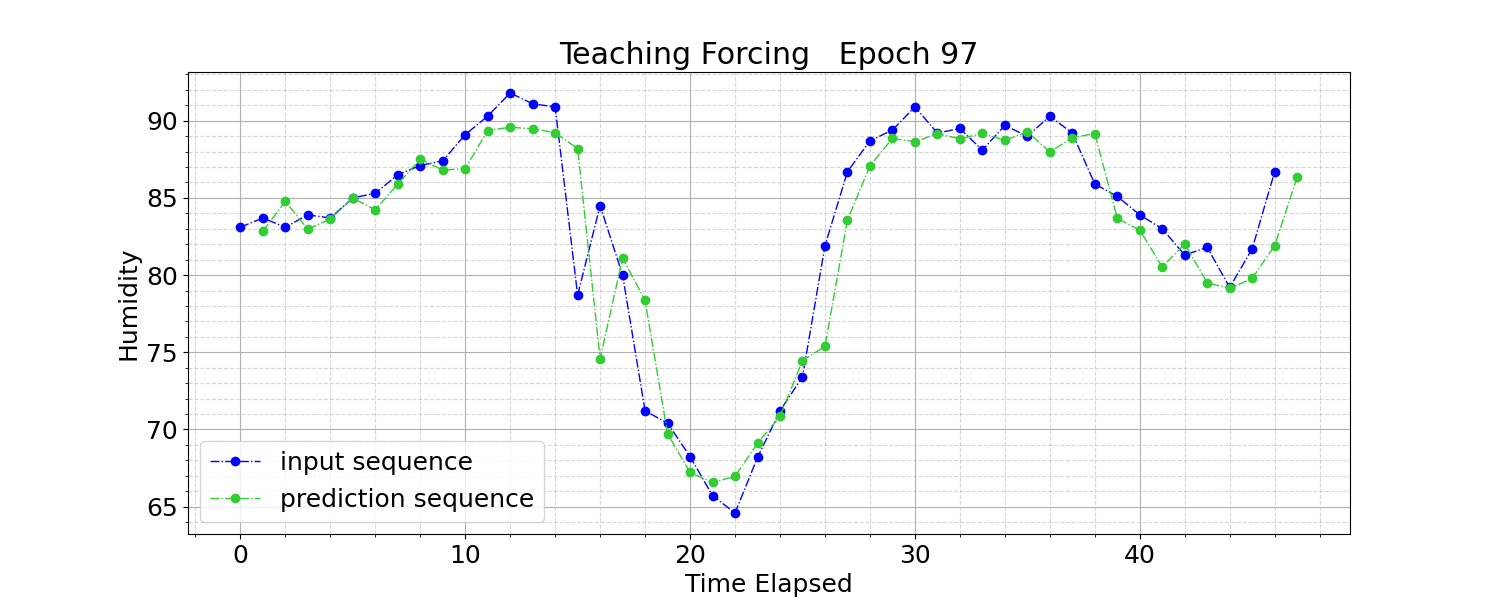 Teaching Forcing   Epoch 97
Humidity
90
85
80
75
70
65
input sequence
prediction sequence
0 10 20 30 40
Time Elapsed